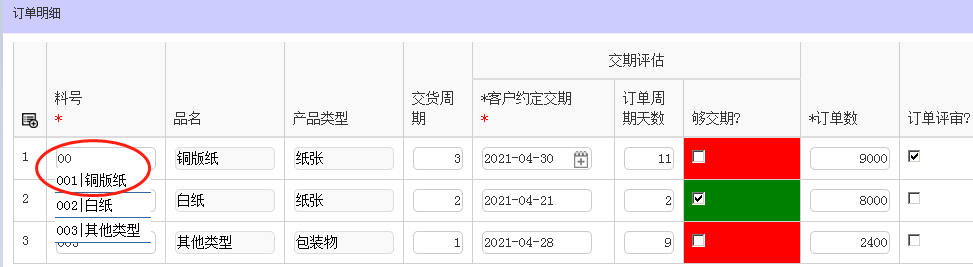 订单明细
交期评估
料号
*
品名
产品类型
交货周期
*客户约定交期
*
订单周期天数
够交期?
*订单数
订单评审?
1 00 铜版纸 纸张 3 2021-04-30 11 9000
001|铜版纸
2 白纸 纸张 2 2021-04-21 2 8000
002|白纸
003|其他类型
3 003 其他类型 包装物 1 2021-04-28 9 2400